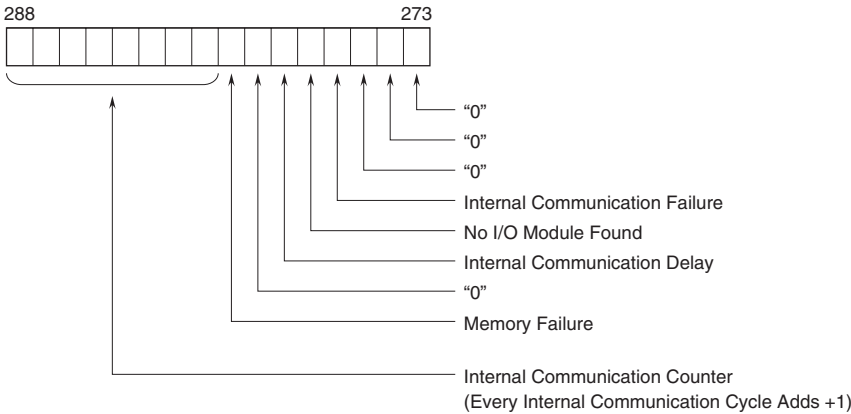 288 273
“0”
“0”
“0”
Internal Communication Failure
No I/O Module Found
Internal Communication Delay
“0”
Memory Failure
Internal Communication Counter
(Every Internal Communication Cycle Adds +1)